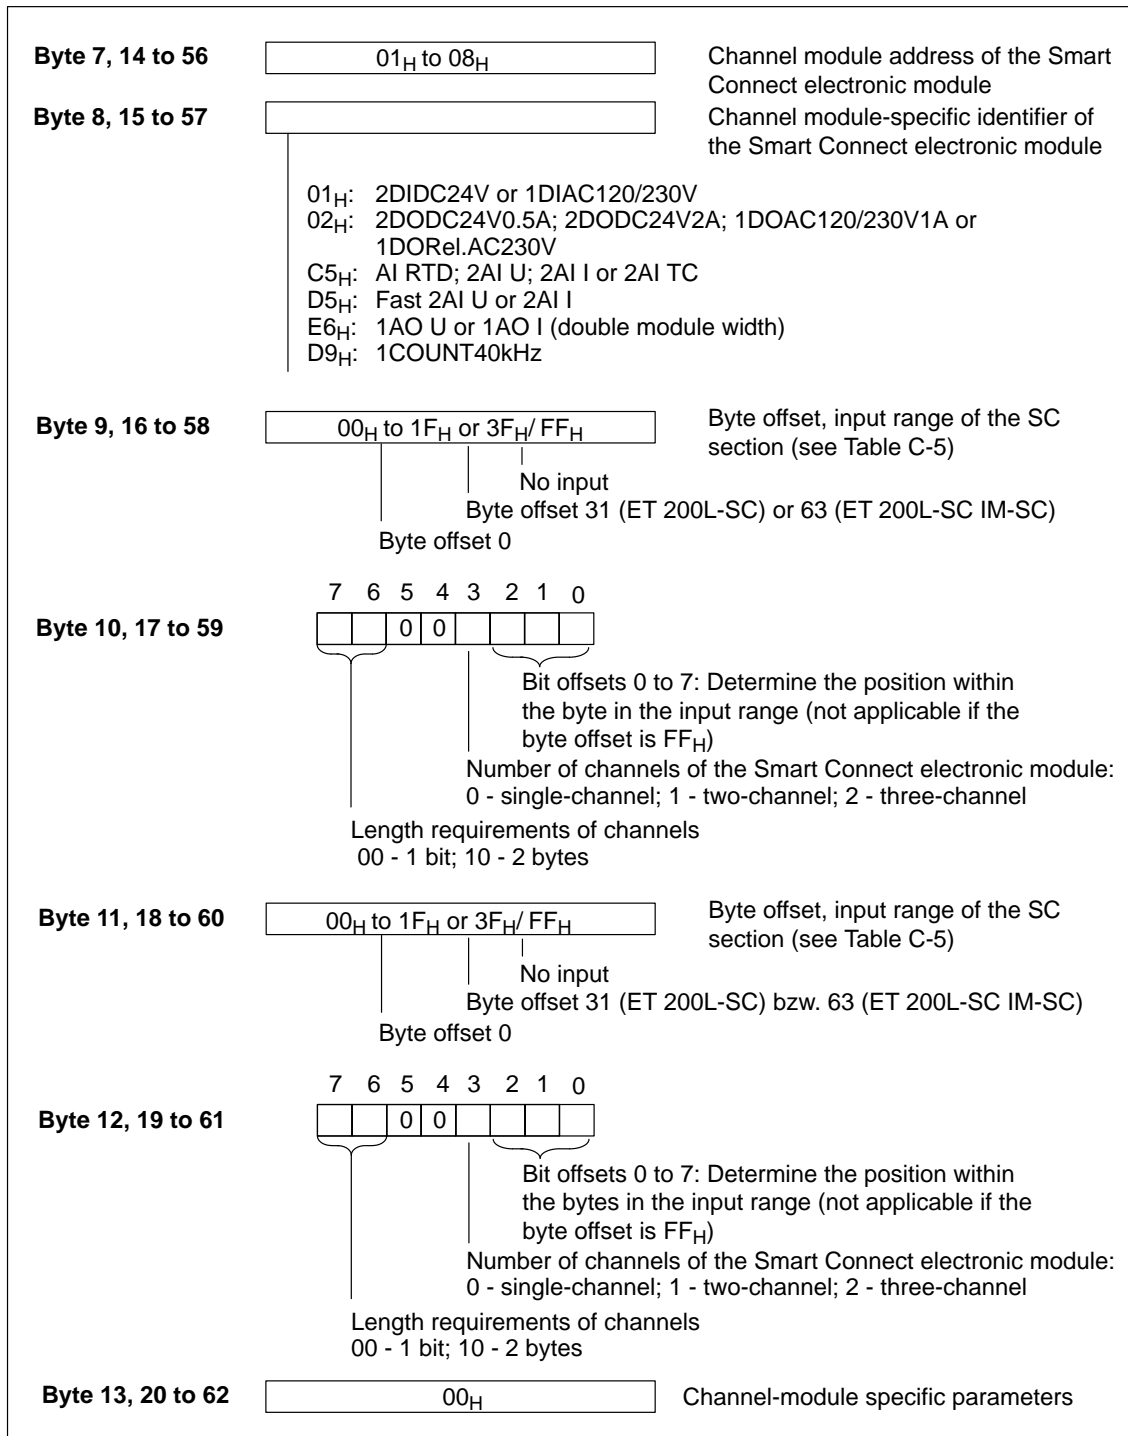 Byte 7, 14 to 56
01H to 08H
Channel module address of the Smart
Connect electronic module
Byte 8, 15 to 57
Channel module-specific identifier of
the Smart Connect electronic module
01H: 2DIDC24V or 1DIAC120/230V
02H: 2DODC24V0.5A; 2DODC24V2A; 1DOAC120/230V1A or
1DORel.AC230V
C5H: AI RTD; 2AI U; 2AI I or 2AI TC
D5H: Fast 2AI U or 2AI I
E6H: 1AO U or 1AO I (double module width)
D9H: 1COUNT40kHz
Byte 9, 16 to 58
00H to 1FH or 3FH/ FFH
Byte offset, input range of the SC
section (see Table C-5)
No input
Byte offset 31 (ET 200L-SC) or 63 (ET 200L-SC IM-SC)
Byte offset 0
7 6 5 4 3 2 1 0
Byte 10, 17 to 59
0 0
Bit offsets 0 to 7: Determine the position within
the byte in the input range (not applicable if the
byte offset is FFH)
Number of channels of the Smart Connect electronic module:
0 - single-channel; 1 - two-channel; 2 - three-channel
Length requirements of channels
00 - 1 bit; 10 - 2 bytes
Byte 11, 18 to 60
00H to 1FH or 3FH/ FFH
Byte offset, input range of the SC
section (see Table C-5)
No input
Byte offset 31 (ET 200L-SC) bzw. 63 (ET 200L-SC IM-SC)
Byte offset 0
7 6 5 4 3 2 1 0
Byte 12, 19 to 61
0 0
Bit offsets 0 to 7: Determine the position within
the bytes in the input range (not applicable if the
byte offset is FFH)
Number of channels of the Smart Connect electronic module:
0 - single-channel; 1 - two-channel; 2 - three-channel
Length requirements of channels
00 - 1 bit; 10 - 2 bytes
Byte 13, 20 to 62
00H
Channel-module specific parameters